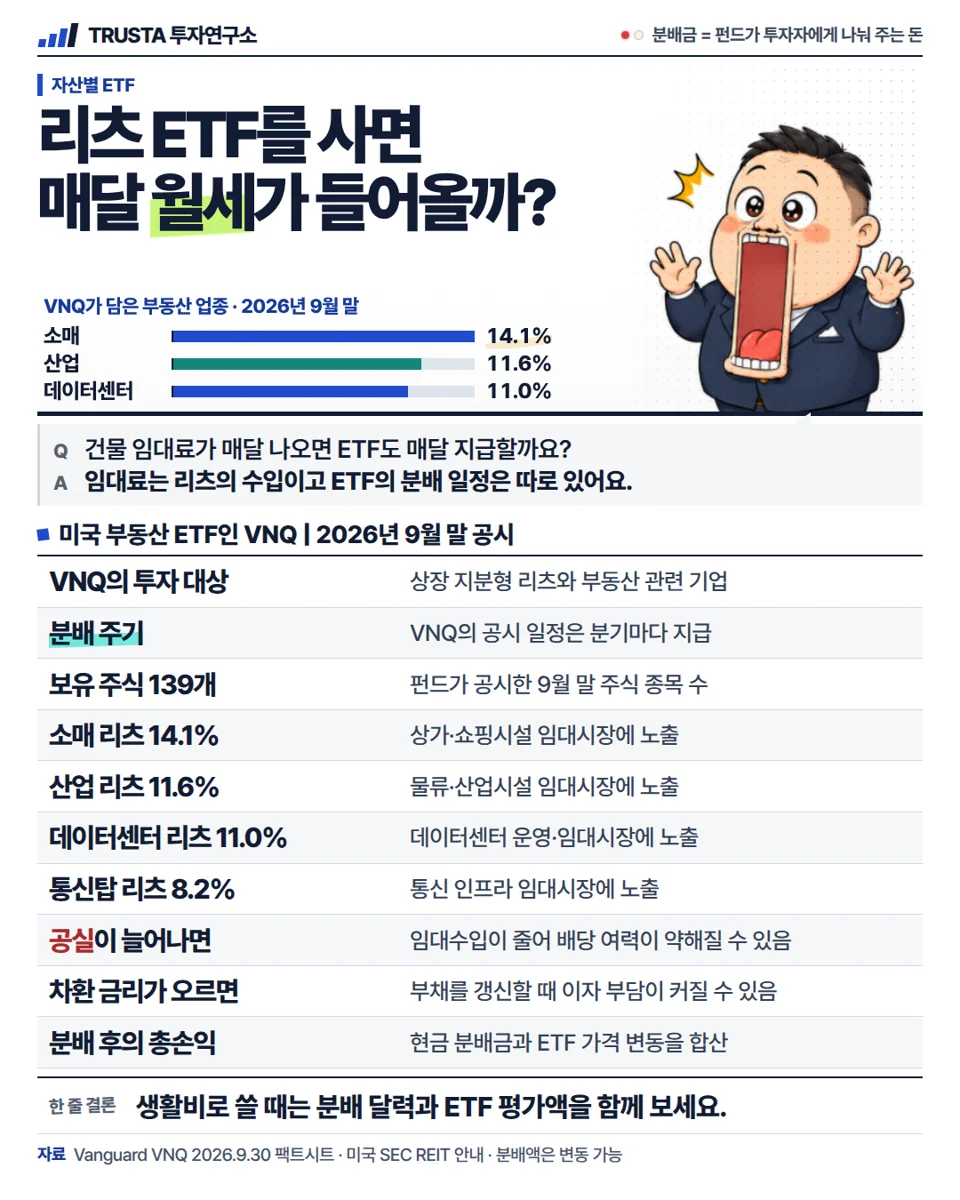 TRUSTA 투자연구소
분배금 = 펀드가 투자자에게 나눠 주는 돈
자산별 ETF
리츠 ETF를 사면
매달 월세가 들어올까?
VNQ가 담은 부동산 업종 · 2026년 9월 말
소매 14.1%
산업 11.6%
데이터센터 11.0%
Q 건물 임대료가 매달 나오면 ETF도 매달 지급할까요?
A 임대료는 리츠의 수입이고 ETF의 분배 일정은 따로 있어요.
미국 부동산 ETF인 VNQ | 2026년 9월 말 공시
VNQ의 투자 대상 상장 지분형 리츠와 부동산 관련 기업
분배 주기 VNQ의 공시 일정은 분기마다 지급
보유 주식 139개 펀드가 공시한 9월 말 주식 종목 수
소매 리츠 14.1% 상가·쇼핑시설 임대시장에 노출
산업 리츠 11.6% 물류·산업시설 임대시장에 노출
데이터센터 리츠 11.0% 데이터센터 운영·임대시장에 노출
통신탑 리츠 8.2% 통신 인프라 임대시장에 노출
공실이 늘어나면 임대수입이 줄어 배당 여력이 약해질 수 있음
차환 금리가 오르면 부채를 갱신할 때 이자 부담이 커질 수 있음
분배 후의 총손익 현금 분배금과 ETF 가격 변동을 합산
한 줄 결론 생활비로 쓸 때는 분배 달력과 ETF 평가액을 함께 보세요.
자료 Vanguard VNQ 2026.9.30 팩트시트 · 미국 SEC REIT 안내 · 분배액은 변동 가능